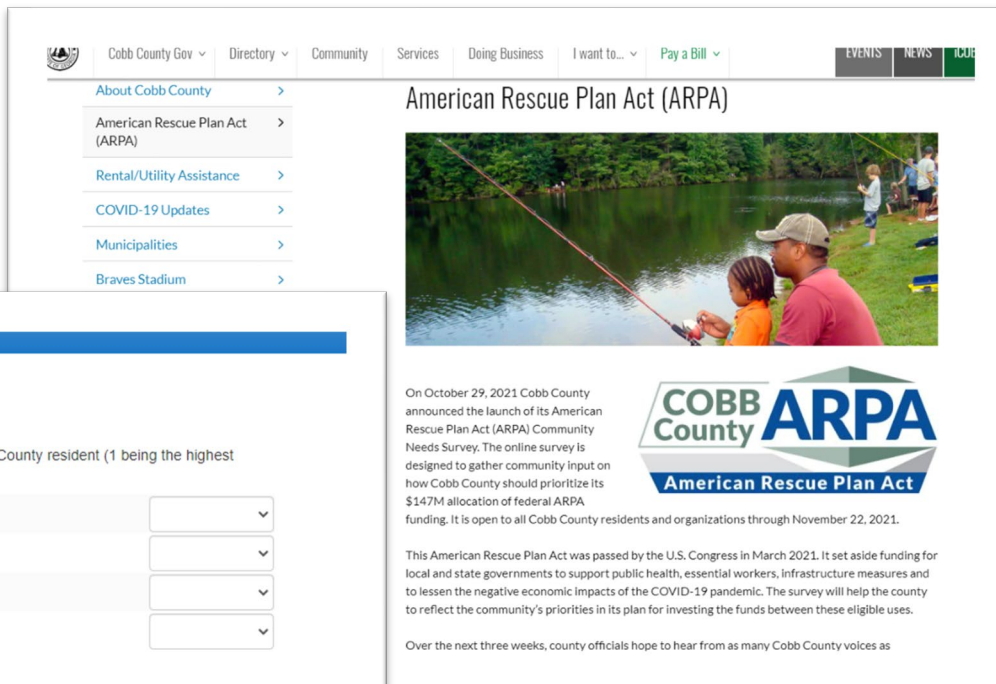 Cobb County Gov Directory Community Services Doing Business I want to... Pay a Bill EVENTS NEWS
About Cobb County
American Rescue Plan Act
(ARPA)
Rental/Utility Assistance
COVID-19 Updates
Municipalities
Braves Stadium
American Rescue Plan Act (ARPA)
County resident (1 being the highest
On October 29, 2021 Cobb County
announced the launch of its American
Rescue Plan Act (ARPA) Community
Needs Survey. The online survey is
designed to gather community input on
how Cobb County should prioritize its
$147M allocation of federal ARPA
funding. It is open to all Cobb County residents and organizations through November 22, 2021.
COBB
County
ARPA
American Rescue Plan Act
This American Rescue Plan Act was passed by the U.S. Congress in March 2021. It set aside funding for
local and state governments to support public health, essential workers, infrastructure measures and
to lessen the negative economic impacts of the COVID-19 pandemic. The survey will help the county
to reflect the community's priorities in its plan for investing the funds between these eligible uses.
Over the next three weeks, county officials hope to hear from as many Cobb County voices as